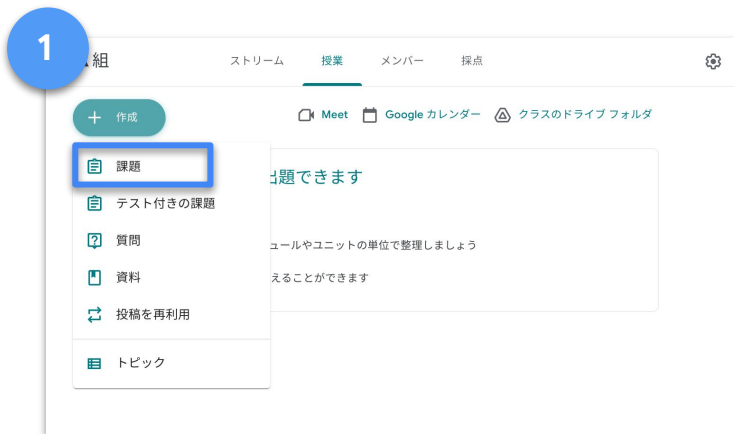 1
組
ストリーム 授業 メンバー 採点
+ 作成
Meet Google カレンダー クラスのドライブ フォルダ
課題
出題できます
テスト付きの課題
質問
ュールやユニットの単位で整理しましょう
資料
えることができます
投稿を再利用
トピック